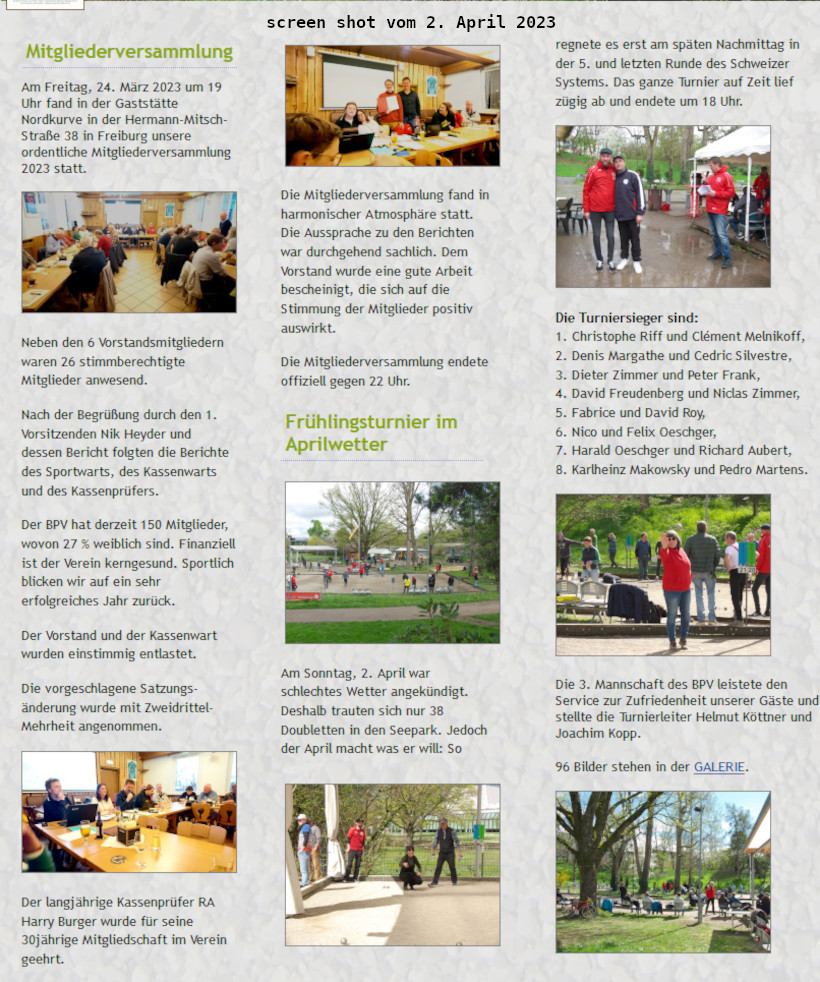 screen shot vom 2. April 2023
Mitgliederversammlung
Am Freitag, 24. März 2023 um 19
Uhr fand in der Gaststätte
Nordkurve in der Hermann-Mitsch-
Straße 38 in Freiburg unsere
ordentliche Mitgliederversammlung
2023 statt.
Neben den 6 Vorstandsmitgliedern
waren 26 stimmberechtigte
Mitglieder anwesend.
Nach der Begrüßung durch den 1.
Vorsitzenden Nik Heyder und
dessen Bericht folgten die Berichte
des Sportwarts, des Kassenwarts
und des Kassenprüfers.
Der BPV hat derzeit 150 Mitglieder,
wovon 27 % weiblich sind. Finanziell
ist der Verein kerngesund. Sportlich
blicken wir auf ein sehr
erfolgreiches Jahr zurück.
Der Vorstand und der Kassenwart
wurden einstimmig entlastet.
Die vorgeschlagene Satzungs-
änderung wurde mit Zweidrittel-
Mehrheit angenommen.
Der langjährige Kassenprüfer RA
Harry Burger wurde für seine
30jährige Mitgliedschaft im Verein
geehrt.
Die Mitgliederversammlung fand in
harmonischer Atmosphäre statt.
Die Aussprache zu den Berichten
war durchgehend sachlich. Dem
Vorstand wurde eine gute Arbeit
bescheinigt, die sich auf die
Stimmung der Mitglieder positiv
auswirkt.
Die Mitgliederversammlung endete
offiziell gegen 22 Uhr.
Frühlingsturnier im
Aprilwetter
Am Sonntag, 2. April war
schlechtes Wetter angekündigt.
Deshalb trauten sich nur 38
Doubletten in den Seepark. Jedoch
der April macht was er will: So
regnete es erst am späten Nachmittag in
der 5. und letzten Runde des Schweizer
Systems. Das ganze Turnier auf Zeit lief
zügig ab und endete um 18 Uhr.
Die Turniersieger sind:
1. Christophe Riff und Clément Melnikoff,
2. Denis Margathe und Cedric Silvestre,
3. Dieter Zimmer und Peter Frank,
4. David Freudenberg und Niclas Zimmer,
5. Fabrice und David Roy,
6. Nico und Felix Oeschger,
7. Harald Oeschger und Richard Aubert,
8. Karlheinz Makowsky und Pedro Martens.
Die 3. Mannschaft des BPV leistete den
Service zur Zufriedenheit unserer Gäste und
stellte die Turnierleiter Helmut Köttner und
Joachim Kopp.
96 Bilder stehen in der GALERIE.